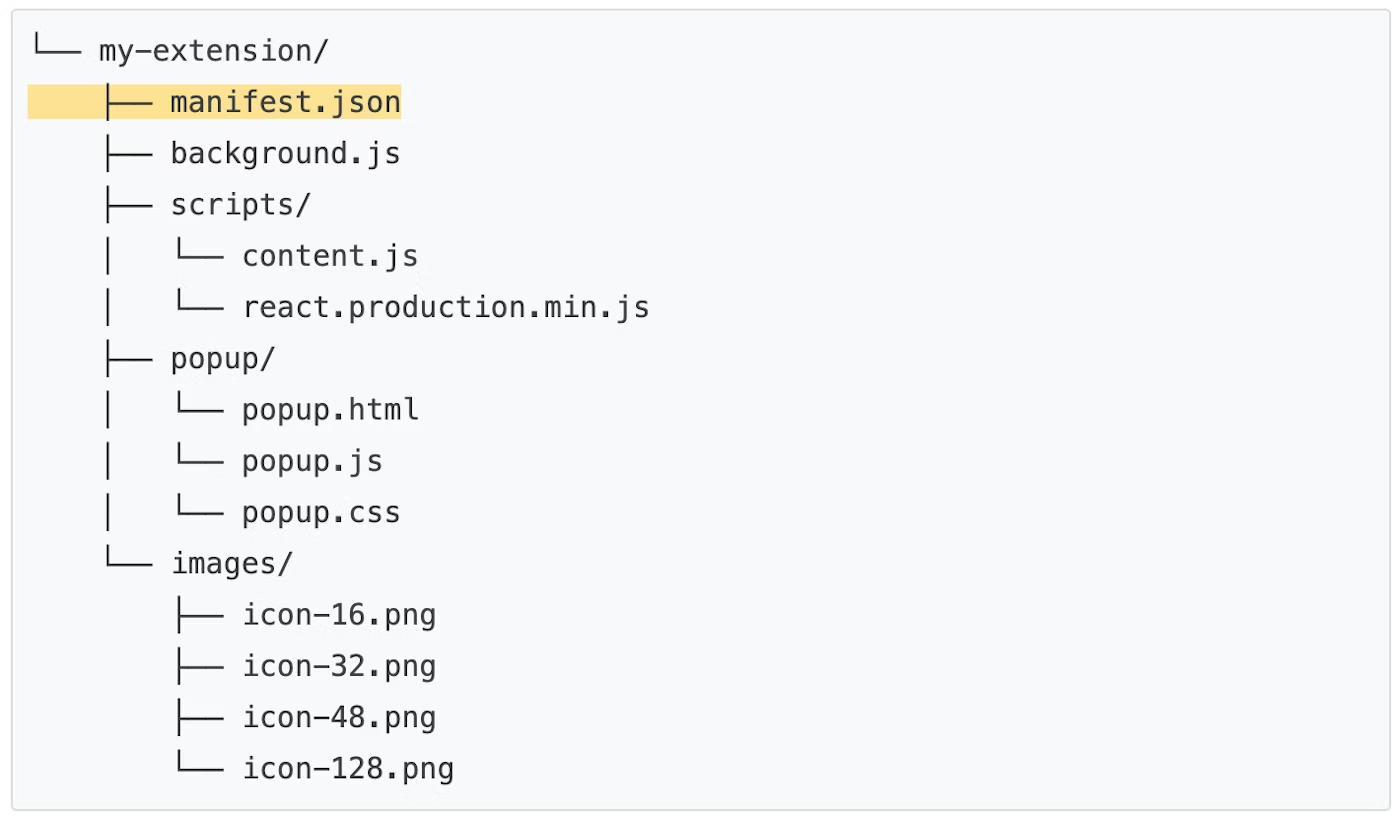 └── my-extension/
    ├── manifest.json
    ├── background.js
    ├── scripts/
    │   └── content.js
    │   └── react.production.min.js
    ├── popup/
    │   └── popup.html
    │   └── popup.js
    │   └── popup.css
    └── images/
        ├── icon-16.png
        ├── icon-32.png
        ├── icon-48.png
        └── icon-128.png